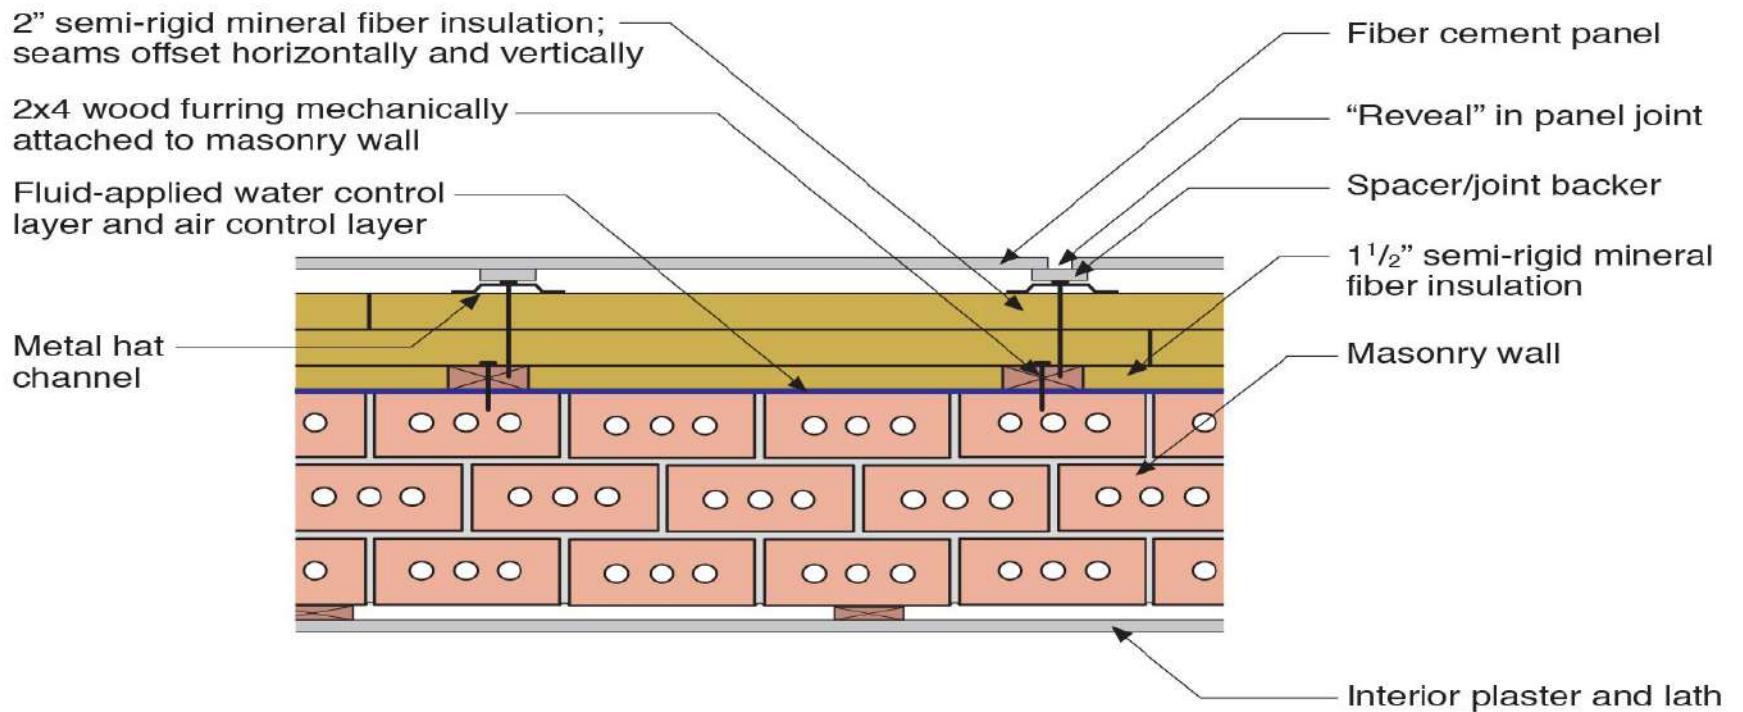 2” semi-rigid mineral fiber insulation;
seams offset horizontally and vertically
2x4 wood furring mechanically
attached to masonry wall
Fluid-applied water control
layer and air control layer
Metal hat
channel
Fiber cement panel
“Reveal” in panel joint
Spacer/joint backer
1 1/2” semi-rigid mineral
fiber insulation
Masonry wall
Interior plaster and lath